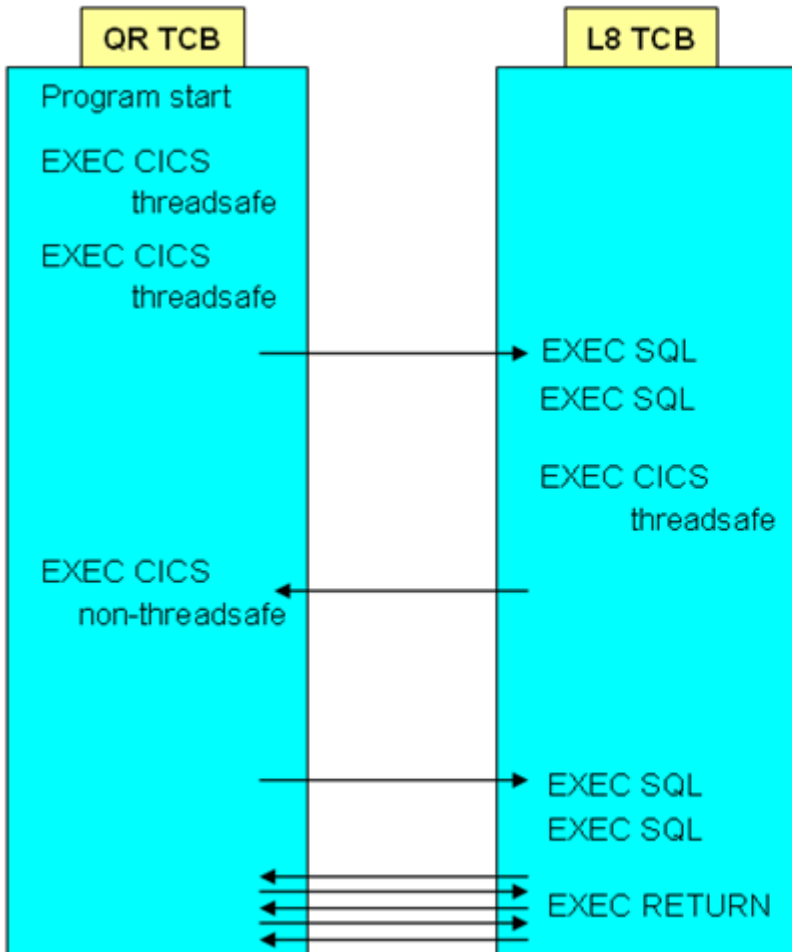 QR TCB
L8 TCB
Program start
EXEC CICS
threadsafe
EXEC CICS
threadsafe
EXEC SQL
EXEC SQL
EXEC CICS
threadsafe
EXEC CICS
non-threadsafe
EXEC SQL
EXEC SQL
EXEC RETURN